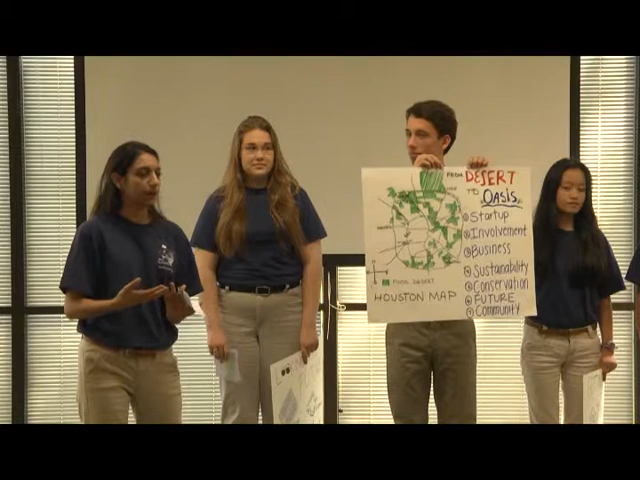 FROM DESERT
TO OASIS
Startup
Involvement
Business
Sustainability
Conservation
FUTURE
Community
FOOD DESERT
HOUSTON MAP